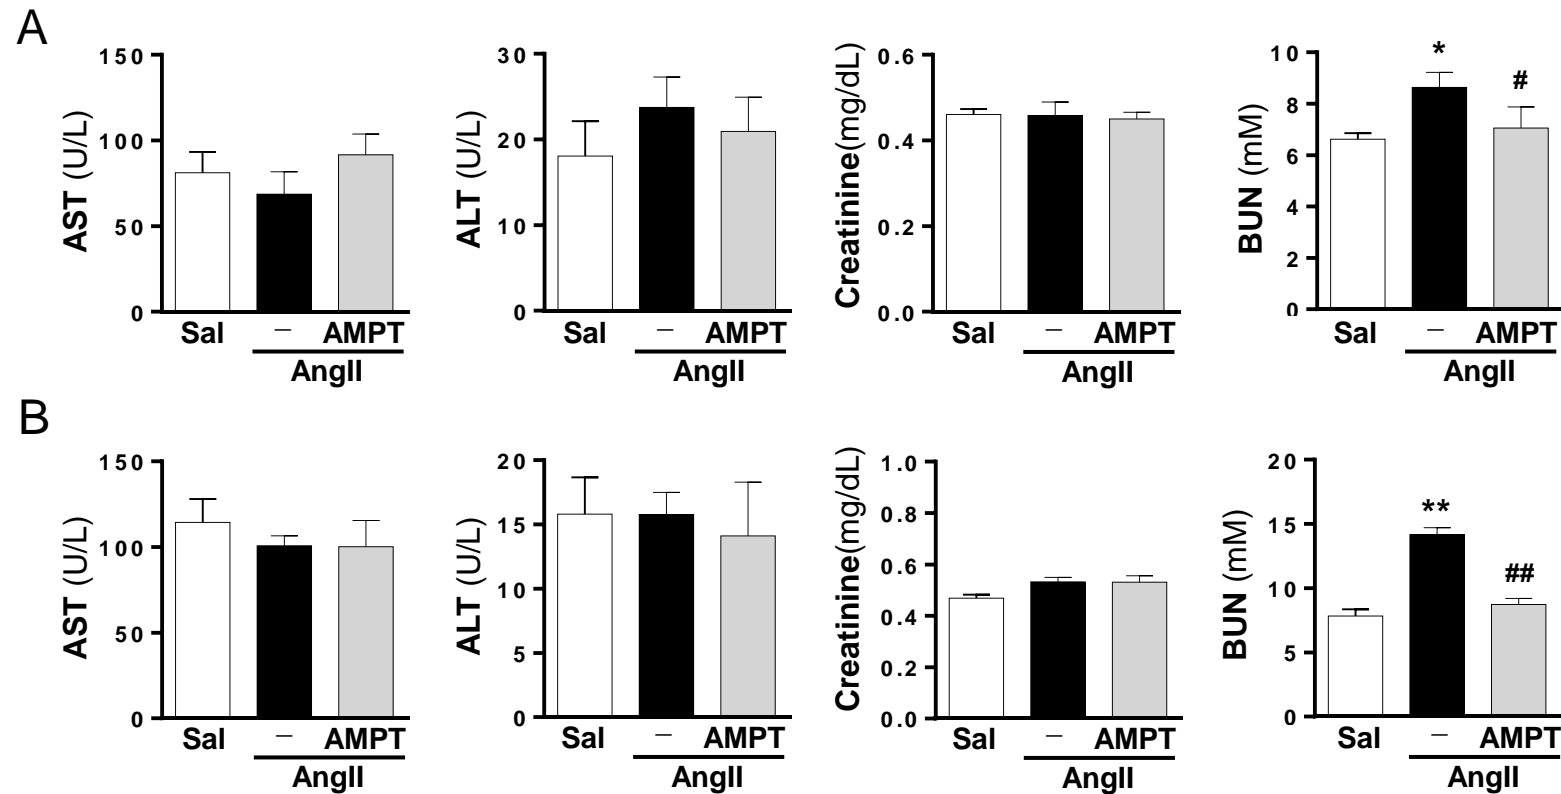 A
AST (U/L)
150
100
50
0
Sal – AMPT
AngII
ALT (U/L)
30
20
10
0
Sal – AMPT
AngII
Creatinine(mg/dL)
0.6
0.4
0.2
0.0
Sal – AMPT
AngII
BUN (mM)
10
8
6
4
2
0
*
#
Sal – AMPT
AngII
B
AST (U/L)
150
100
50
0
Sal – AMPT
AngII
ALT (U/L)
20
15
10
5
0
Sal – AMPT
AngII
Creatinine(mg/dL)
1.0
0.8
0.6
0.4
0.2
0.0
Sal – AMPT
AngII
BUN (mM)
20
15
10
5
0
**
##
Sal – AMPT
AngII